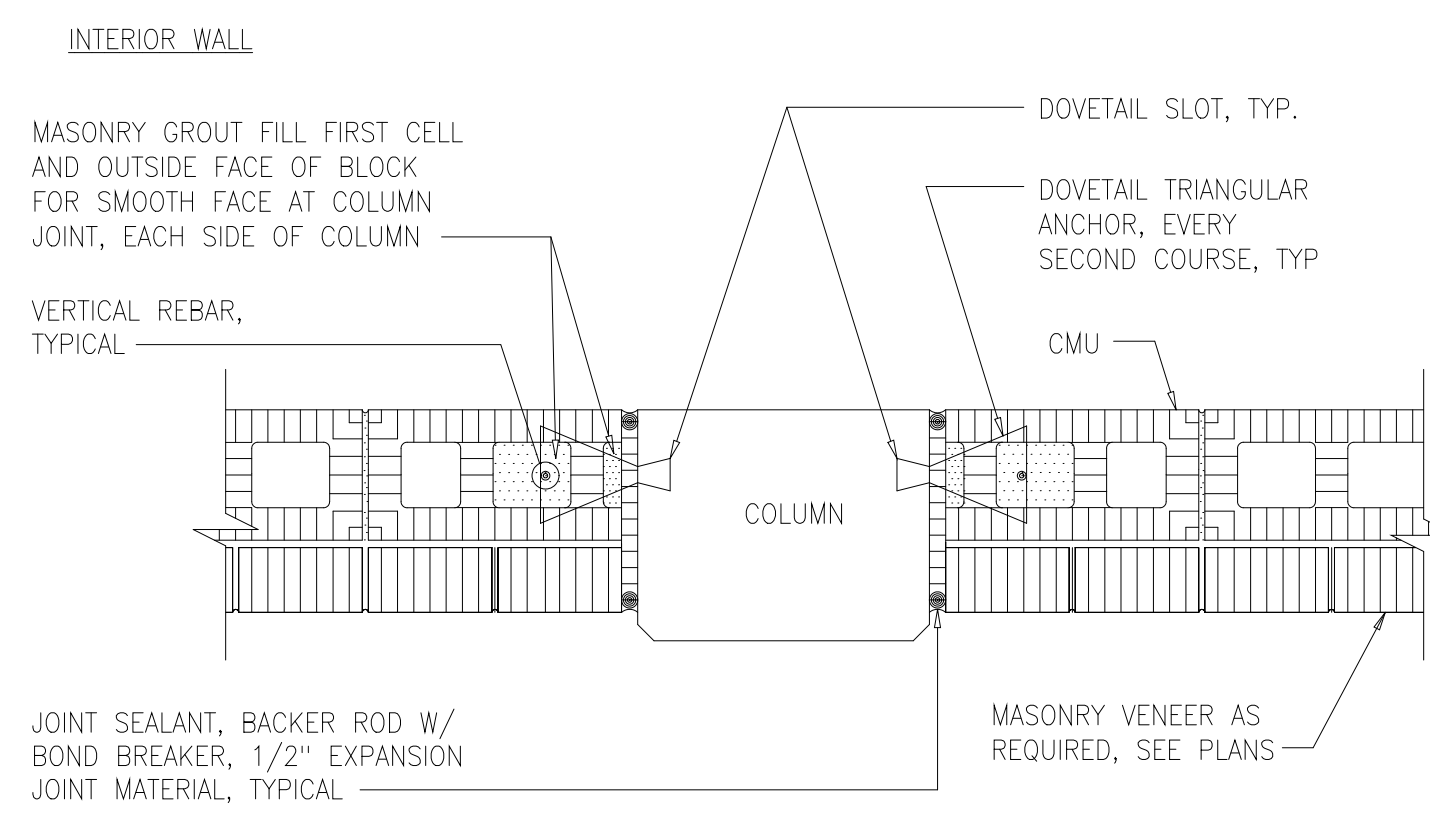 INTERIOR WALL
MASONRY GROUT FILL FIRST CELL
AND OUTSIDE FACE OF BLOCK
FOR SMOOTH FACE AT COLUMN
JOINT, EACH SIDE OF COLUMN
VERTICAL REBAR,
TYPICAL
DOVETAIL SLOT, TYP.
DOVETAIL TRIANGULAR
ANCHOR, EVERY
SECOND COURSE, TYP
CMU
COLUMN
JOINT SEALANT, BACKER ROD W/
BOND BREAKER, 1/2" EXPANSION
JOINT MATERIAL, TYPICAL
MASONRY VENEER AS
REQUIRED, SEE PLANS